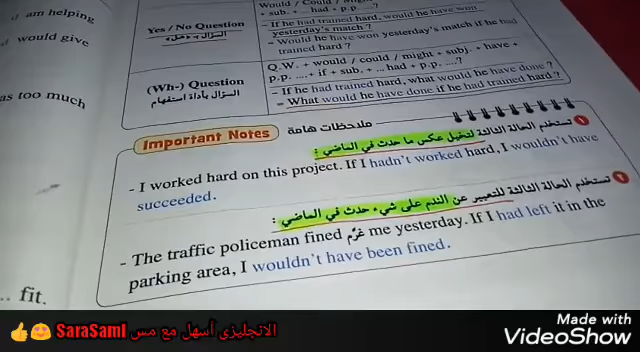 am helping
would give
as too much
.. fit.
Would / Could / Might
+ sub. + had + p.p. ....?
Yes / No Question
السؤال بـ «هل»
– If he had trained hard, would he have won
yesterday's match ?
– Would he have won yesterday's match if he had
trained hard ?
(Wh-) Question
السؤال بأداة استفهام
Q.W. + would / could / might + subj. + have +
p.p. ....+ if + sub. + .. had + p.p. ....?
– If he had trained hard, what would he have done ?
– What would he have done if he had trained hard ?
Important Notes ملاحظات هامة
١ تستخدم الحالة الثالثة لتخيل عكس ما حدث في الماضي :
- I worked hard on this project. If I hadn't worked hard, I wouldn't have
succeeded.
٢ تستخدم الحالة الثالثة للتعبير عن الندم على شيء حدث في الماضي :
- The traffic policeman fined غرّم me yesterday. If I had left it in the
parking area, I wouldn't have been fined.
الانجليزي أسهل مع مس SaraSami 😍👍
Made with
VideoShow